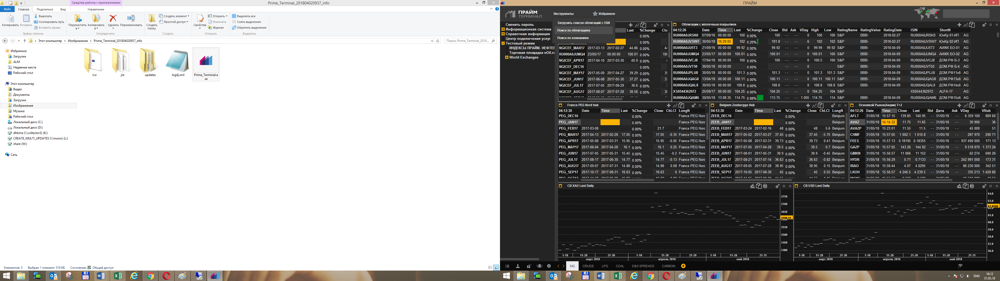 Средства работы с приложениями
Prime_Terminal_201804020937_info
Файл Главная Поделиться Вид Управление
Копировать Вставить
Вырезать
Скопировать путь
Вставить ярлык
Переместить в Копировать в Удалить Переименовать
Создать папку
Создать элемент
Простой доступ
Свойства
Открыть
Изменить
Журнал
Выделить все
Снять выделение
Обратить выделение
Буфер обмена Упорядочить Создать Открыть Выделить
Этот компьютер Изображения Prime_Terminal_201804020937_info
Поиск: Prime_Terminal_2018...
Избранное
Загрузки
ALM
Недавние места
Рабочий стол
Этот компьютер
Видео
Документы
Загрузки
Изображения
Музыка
Рабочий стол
Локальный диск (C:)
Локальный диск (D:)
dhtima (\\collector3) (K:)
CREATE_MULTI_UPDATES (\\moon) (L:)
share (W:)
Сеть
ico
jre
updates
log4j.xml
Prime_Terminal.exe
Элементов: 5 Выбран 1 элемент: 519 КБ Состояние: Общий доступ
ПРАЙМ
ПРАЙМ
ТЕРМИНАЛ
Инструменты Избранное
Загрузить список облигаций с ISIN
Поиск по облигациям
Поиск по компаниям
Сменить пароль
Информационная система
Справочная информация
Центр подключения услуг
Тестовый режим
ИНДЕКСЫ ПРАЙМ. НЕФТЕГ
Торговая площадка eOil.ru
World Exchanges
Last %Change
NGICEF_MAR17 2017-03-13 2017-02-27 44.86 0.00%
RU000A0JUMQ4 23/05/17 00:00:00 100.01 0.00%
NGICEF_APR17 2017-04-10 2017-03-30 40.9 0.00%
NGICEF_DEC16 0.00%
NGICEF_MAY17 2017-05-09 2017-04-27 39.29 0.00%
NGICEF_JUN17 2017-06-08 2017-05-30 37.27 0.00%
NGICEF_JUL17 2017-07-05 2017-06-29 36.6 0.00%
NGICEF_AUG17 2017-08-07 2017-07-28 38.56 0.00%
Облигации с ипотечным покрытием
04:12:26 Date Time Last %Change Close Bid Ask VDay High Low RatingName RatingValue RatingDate ISIN ShortN
RU000A0JRSK0 07/09/16 00:00:00 100 0.00% 100 -- -- 0 100 100 S&P BBB- 2018-02-27 RU000A0JRSK0 ЮнКр 01-ИП AG
RU000A0JVSW7 30/05/18 16:29:05 102 0.20% 101.8 -- -- 6 102 102 S&P BBB- 2018-02-27 RU000A0JVSW7 ЮнКр 02-ИП AG
RU000A0JU5T3 21/09/16 00:00:00 99.92 0.00% 99.92 -- -- 0 99.99 99.92 S&P BBB- 2018-04-09 RU000A0JU5T3 АИЖК БО-01 AG
RU000A0JUMQ4 23/05/17 00:00:00 100.01 0.00% 100.01 -- -- 0 100.01 100 S&P BBB- 2018-04-09 RU000A0JUMQ4 АИЖК БО-02 AG
RU000A0JVCJ8 17/04/18 00:00:00 100 0.00% 100 -- -- 0 100.5 100 S&P BBB- 2018-04-09 RU000A0JVCJ8 ДОМ.РФ Б-3 AG
RU000A0JVT50 30/05/18 00:00:00 0.00% -- -- 0 S&P BBB- 2018-04-09 RU000A0JVT50 ДОМ.РФ Б-4 AG
RU000A0JPLU8 30/05/18 00:00:00 101.3 0.00% 101.3 -- -- 0 101.3 101.3 S&P BBB- 2018-04-09 RU000A0JPLU8 ДОМ.РФ11об AG
RU000A0JQAG8 13/04/18 00:00:00 100.11 0.00% 100.11 -- -- 0 100.11 100.11 S&P BBB- 2018-04-09 RU000A0JQAG8 ДОМ.РФ13об AG
RU000A0JQAL8 30/05/18 00:00:00 108.8 0.00% 108.8 -- -- 0 108.8 108.8 S&P BBB- 2018-04-09 RU000A0JQAL8 ДОМ.РФ14об AG
XS0544362972 25/09/17 00:00:00 104.25 0.00% 104.25 -- -- 0 104.25 104 S&P XS0544362972 ALFA-17 AG
RU000A0JQAM6 30/05/18 13:08:35 114.75 0.88% 113.75 -- -- 1 005 114.75 114 S&P BBB- 2018-04-09 RU000A0JQAM6 ДОМ.РФ15об AG
France PEG Nord hub
04:12:30 Date Time Last %Change Close ChLCl LongN
PEG_DEC16 0.00% France PEG Nord
PEG_JAN17 0.00% France PEG Nord
PEG_FEB17 2017-03-08 0.00% 21.7 France PEG Nord
PEG_MAR17 2017-04-13 2017-02-28 17.05 0.00% 17.05 -0.35 France PEG Nord
PEG_APR17 2017-05-08 2017-03-31 15.95 0.00% 15.95 -0.05 France PEG Nord
PEG_MAY17 2017-06-04 2017-04-28 16.1 0.00% 16.1 0.25 France PEG Nord
PEG_JUN17 2017-07-05 2017-05-31 15.45 0.00% 15.45 -0.2 France PEG Nord
PEG_JUL17 2017-08-17 2017-06-30 14.77 0.00% 14.77 -0.13 France PEG Nord
PEG_AUG17 2017-09-07 2017-07-31 14.88 0.00% 14.88 0.08 France PEG Nord
PEG_SEP17 2017-10-17 2017-08-31 16.63 0.00% 16.63 0 France PEG Nord
Belgium Zeeburgge Hub
04:12:30 Date Time Last %Change Close ChLCl LongN
ZEEB_DEC16 0.00% Belgium
ZEEB_JAN17 0.00% Belgium
ZEEB_FEB17 2017-03-24 2017-02-16 48 0.00% 48 5.6 Belgium
ZEEB_MAR17 2017-05-02 2017-03-27 37.45 0.00% 37.45 -5.75 Belgium
ZEEB_APR17 2017-05-08 2017-03-31 39.73 0.00% 39.73 0.41 Belgium
ZEEB_MAY17 2017-07-05 2017-04-28 39.5 0.00% 39.5 0.7 Belgium
ZEEB_JUN17 2017-08-01 2017-05-31 38.9 0.00% 38.9 -0.45 Belgium
ZEEB_JUL17 2017-08-21 2017-07-14 36.63 0.00% 36.63 -0.82 Belgium
ZEEB_AUG17 2017-09-05 2017-07-28 38.95 0.00% 38.95 0.15 Belgium
ZEEB_SEP17 2017-10-05 2017-08-30 45 0.00% 45 0.55 Belgium
Основной Рынок(Акции) Т+2
04:12:26 Date Time Close Last Bid Дата Ask VDay VRub
AFLT 31/05/18 15:57:15 139.85 140.95 -- 31/05/18 -- 6 359 100 889 60
AVAZ 31/05/18 14:14:32 11.75 11.65 -- 31/05/18 -- 30 900 36
AVAZP 31/05/18 15:23:01 11.55 11.5 -- 31/05/18 -- 45 000 51
CHMF 31/05/18 15:57:05 1 002.1 1 010.8 -- 31/05/18 -- 287 970 290 71
FEES 31/05/18 15:57:13 0.18195 0.18355 -- 31/05/18 -- 937 490 000 171 13
GAZP 31/05/18 15:57:05 143.26 144.92 -- 31/05/18 -- 9 518 870 1 373 24
GMKN 31/05/18 15:56:57 11 066 11 152 -- 31/05/18 -- 62 274 690 26
HYDR 31/05/18 15:56:29 0.71 0.7133 -- 31/05/18 -- 242 991 000 173 31
IRAO 31/05/18 15:56:44 4.07 4.0295 -- 31/05/18 -- 86 230 000 342 51
LKOH 31/05/18 15:56:57 4 246.5 4 239.5 -- 31/05/18 -- 335 213 1 420 60
CB XAU Last Daily
2750
2700
2650
2599.11
2550
2500
2450
2400
1-10 11-20 21-30 1-10 11-20 21-28 1-10 11-20 21-31
март 2018 апрель 2018 май 2018
CB USD Last Daily
64.0
63.0
62.0188
61.0
60.0
59.0
58.0
57.0
56.0
1-10 11-20 21-30 1-10 11-20 21-28 1-10 11-20 21-31
март 2018 апрель 2018 май 2018
NG CRUDE LPG COAL D&S SPREADS CARBON
ENG
16:12
31.05.18